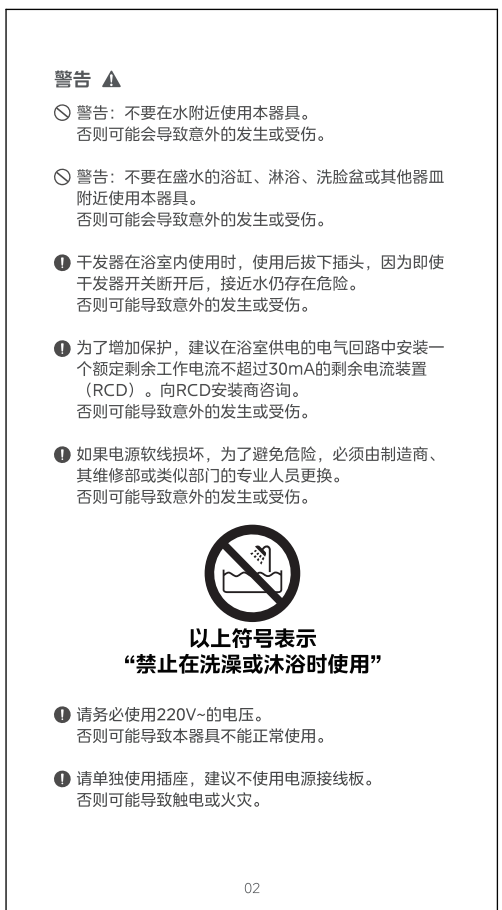 警告
警告：不要在水附近使用本器具。
否则可能会导致意外的发生或受伤。
警告：不要在盛水的浴缸、淋浴、洗脸盆或其他器皿
附近使用本器具。
否则可能会导致意外的发生或受伤。
干发器在浴室内使用时，使用后拔下插头，因为即使
干发器开关断开后，接近水仍存在危险。
否则可能导致意外的发生或受伤。
为了增加保护，建议在浴室供电的电气回路中安装一
个额定剩余工作电流不超过30mA的剩余电流装置
（RCD）。向RCD安装商咨询。
否则可能导致意外的发生或受伤。
如果电源软线损坏，为了避免危险，必须由制造商、
其维修部或类似部门的专业人员更换。
否则可能导致意外的发生或受伤。
以上符号表示
“禁止在洗澡或沐浴时使用”
请务必使用220V~的电压。
否则可能导致本器具不能正常使用。
请单独使用插座，建议不使用电源接线板。
否则可能导致触电或火灾。
02